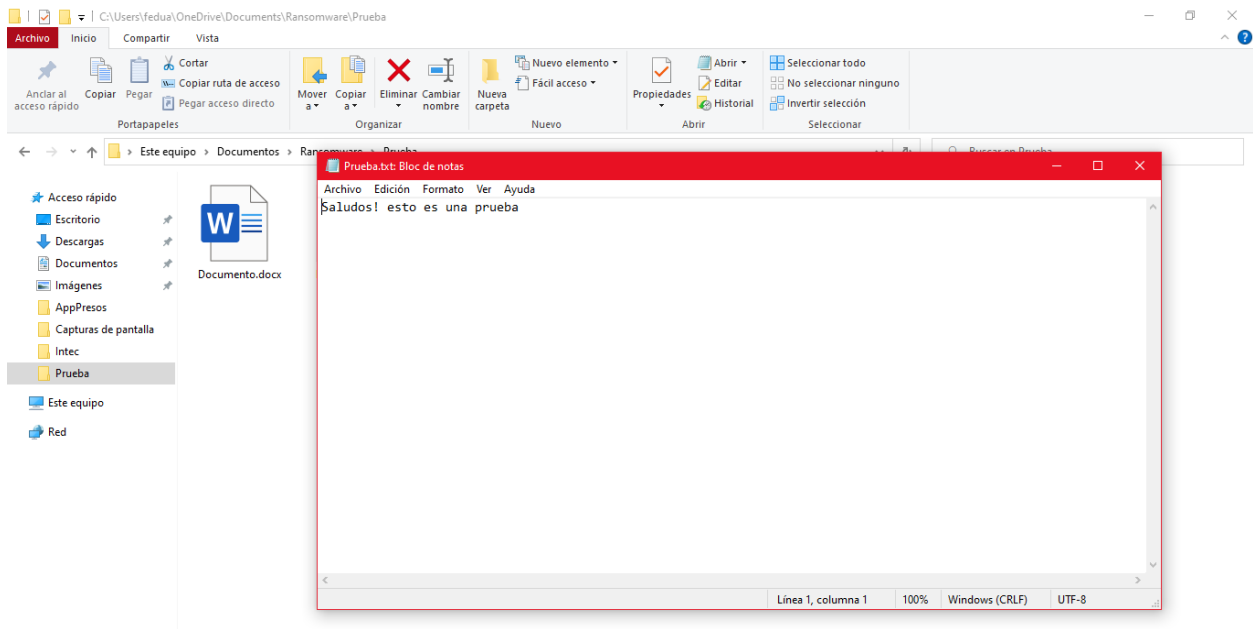 C:\Users\fedua\OneDrive\Documents\Ransomware\Prueba
Archivo Inicio Compartir Vista
Anclar al acceso rápido
Copiar
Pegar
Cortar
Copiar ruta de acceso
Pegar acceso directo
Portapapeles
Mover a
Copiar a
Eliminar
Cambiar nombre
Organizar
Nueva carpeta
Nuevo elemento
Fácil acceso
Nuevo
Propiedades
Abrir
Editar
Historial
Abrir
Seleccionar todo
No seleccionar ninguno
Invertir selección
Seleccionar
Este equipo > Documentos > Ransomware > Prueba
Buscar en Prueba
Acceso rápido
Escritorio
Descargas
Documentos
Imágenes
AppPresos
Capturas de pantalla
Intec
Prueba
Este equipo
Red
Documento.docx
Prueba.txt: Bloc de notas
Archivo Edición Formato Ver Ayuda
Saludos! esto es una prueba
Línea 1, columna 1 100% Windows (CRLF) UTF-8